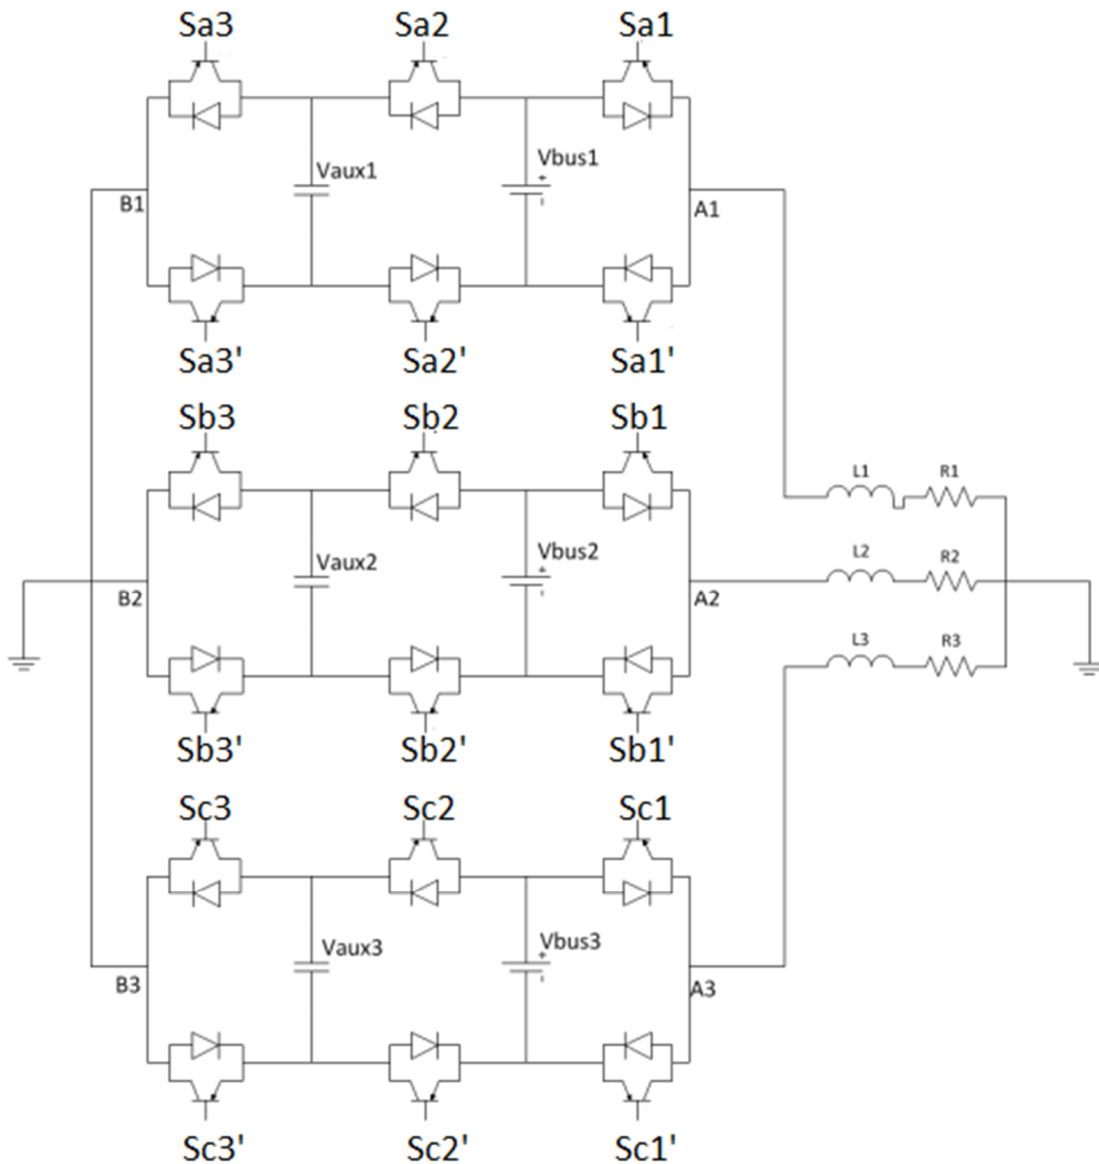 Sa3 Sa2 Sa1
Vaux1 Vbus1
+
-
B1 A1
Sa3' Sa2' Sa1'
Sb3 Sb2 Sb1
L1 R1
Vaux2 Vbus2 L2 R2
+
-
B2 A2
L3 R3
Sb3' Sb2' Sb1'
Sc3 Sc2 Sc1
Vaux3 Vbus3
+
-
B3 A3
Sc3' Sc2' Sc1'